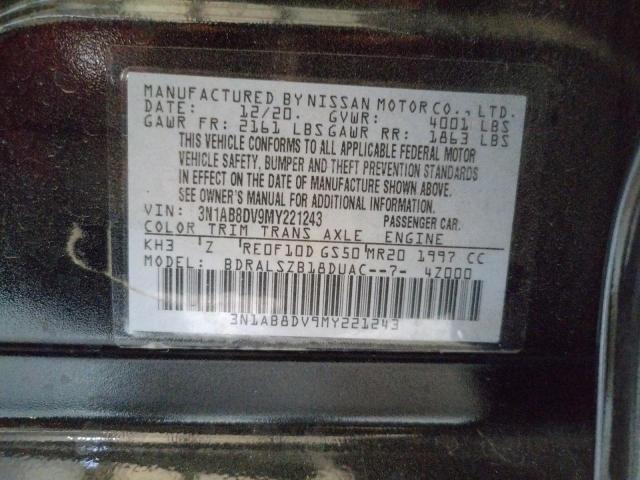 MANUFACTURED BY NISSAN MOTOR CO., LTD.
DATE: 12/20. GVWR: 4001 LBS
GAWR FR: 2161 LBS GAWR RR: 1863 LBS
THIS VEHICLE CONFORMS TO ALL APPLICABLE FEDERAL MOTOR
VEHICLE SAFETY, BUMPER AND THEFT PREVENTION STANDARDS
IN EFFECT ON THE DATE OF MANUFACTURE SHOWN ABOVE.
SEE OWNER'S MANUAL FOR ADDITIONAL INFORMATION.
VIN: 3N1AB8DV9MY221243 PASSENGER CAR.
COLOR TRIM TRANS AXLE ENGINE
KH3 'Z 'RE0F10D GS50 'MR20 1997 CC
MODEL: BDRALSZB18DUAC--7- 4Z000
3N1AB8DV9MY221243